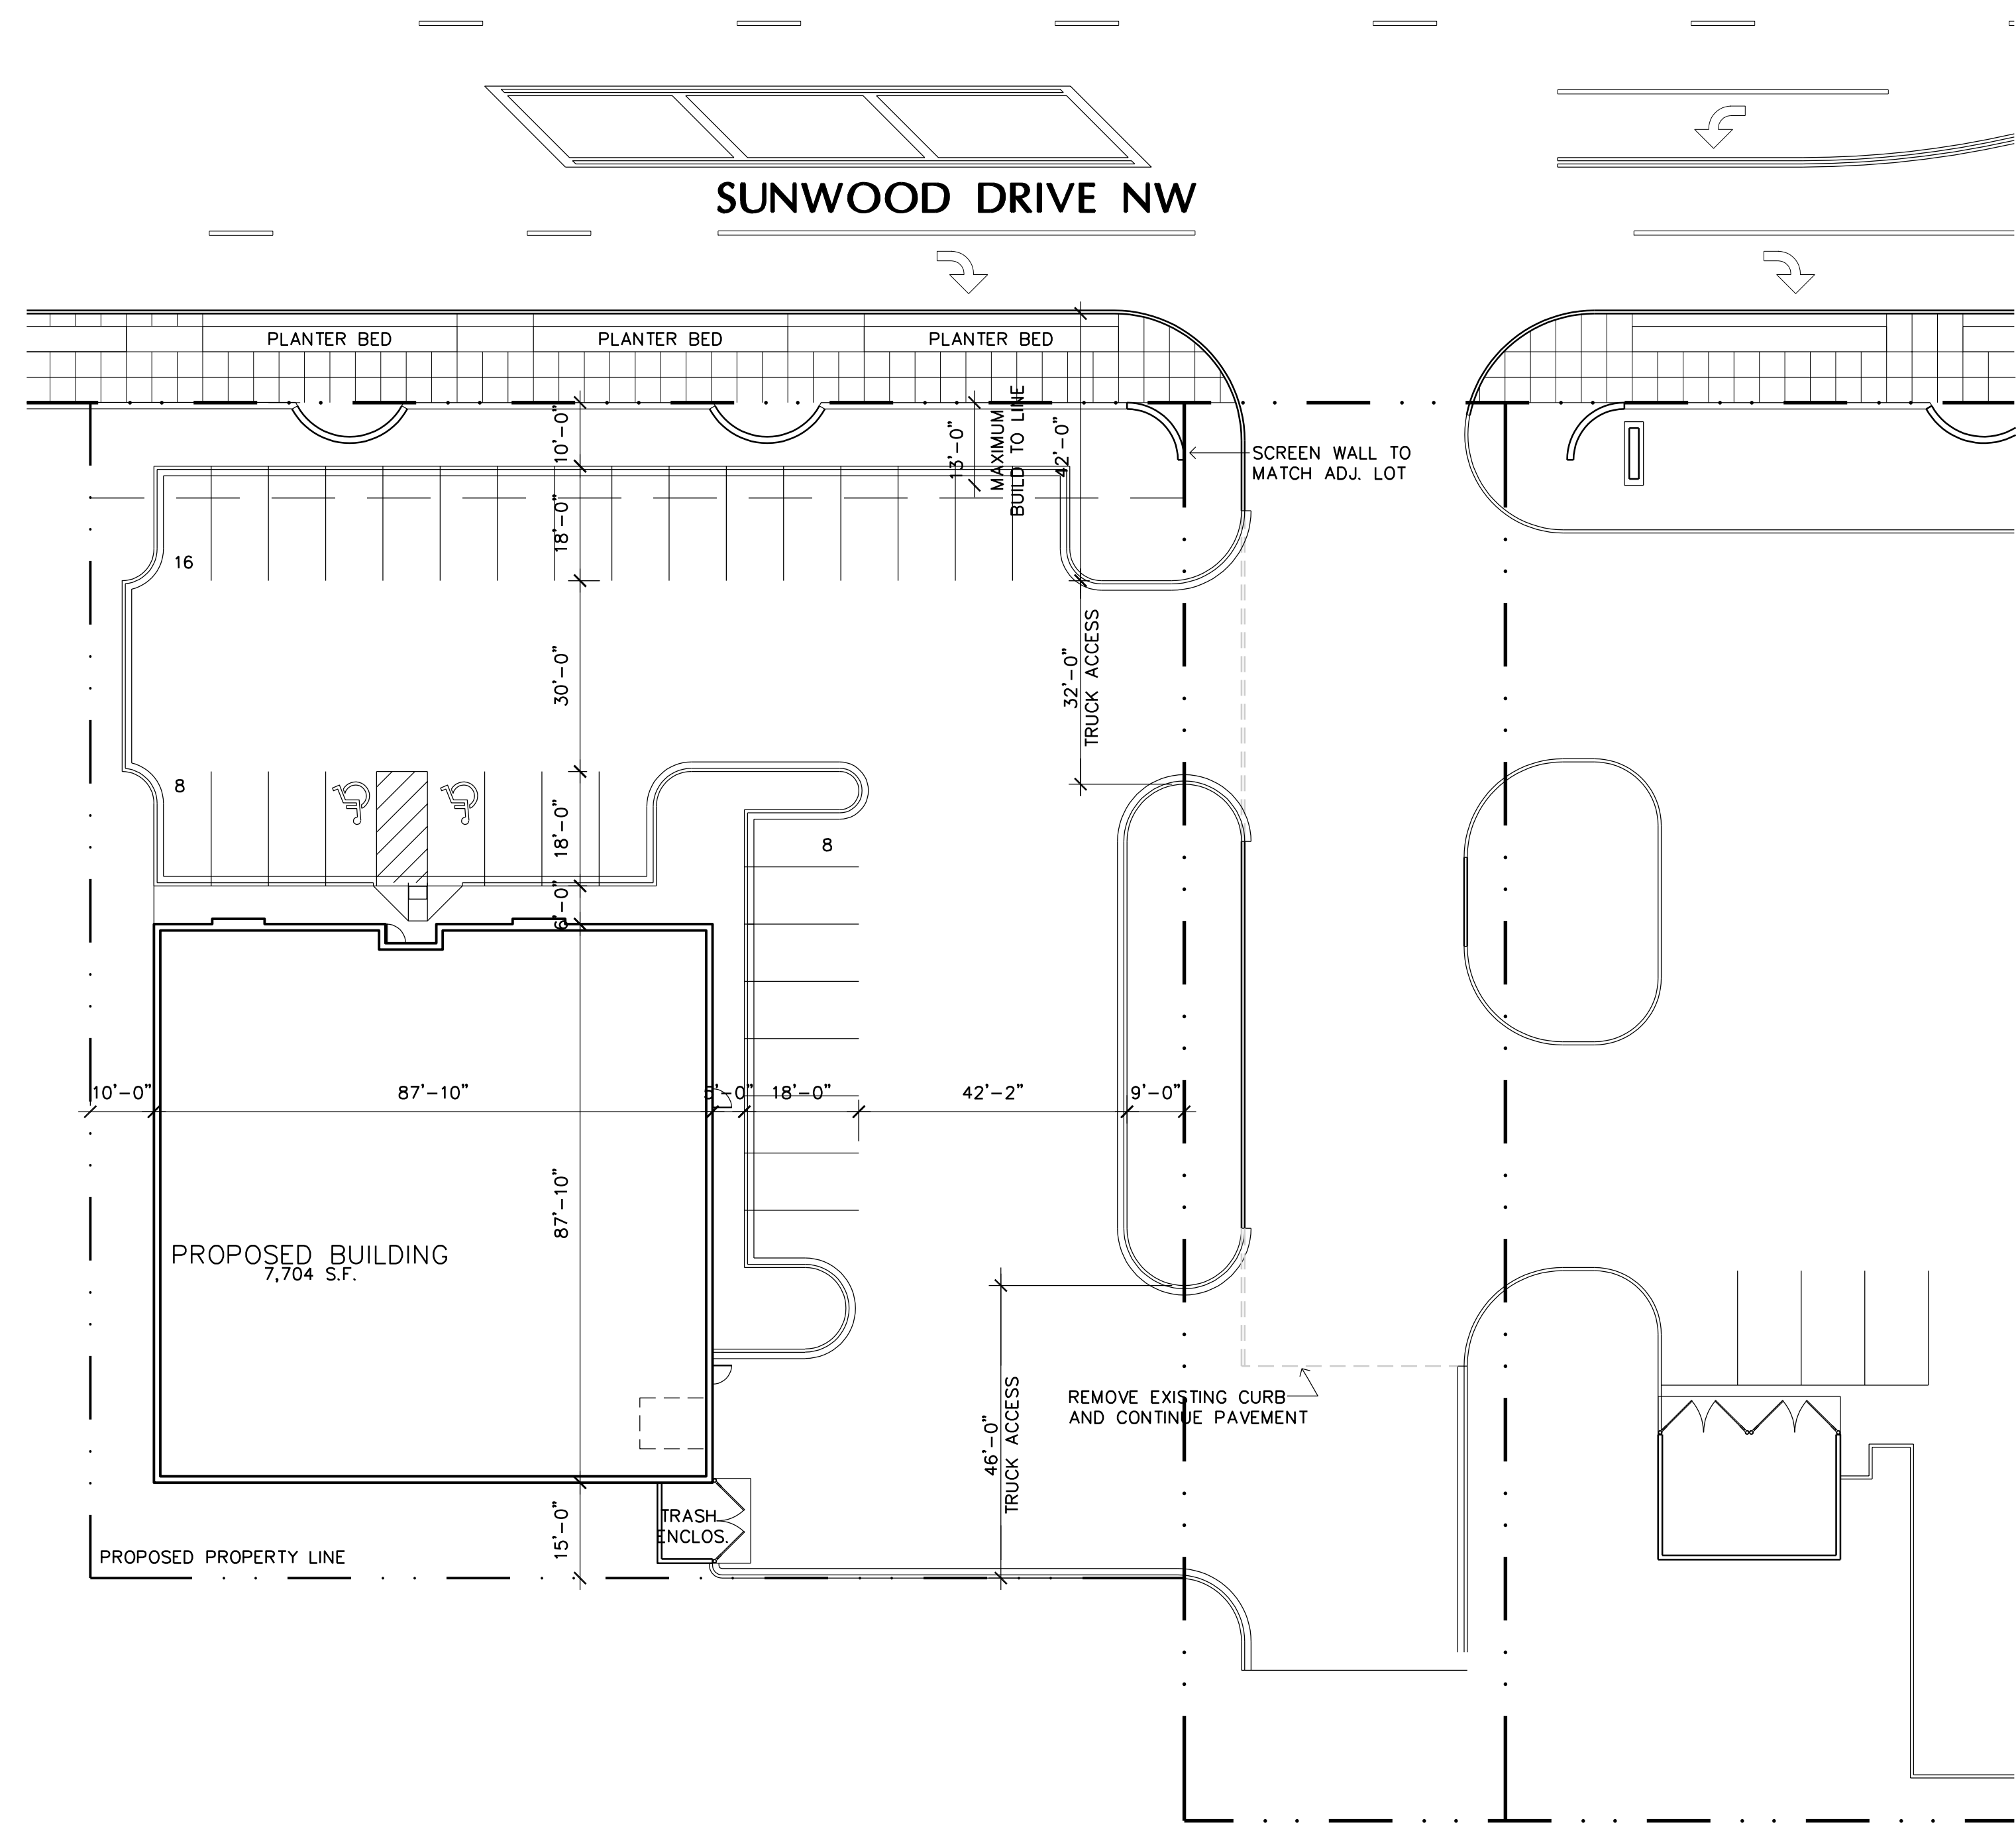 SUNWOOD DRIVE NW
PLANTER BED
PLANTER BED
PLANTER BED
10'-0"
13'-0"
MAXIMUM
BUILD TO LINE
42'-0"
SCREEN WALL TO
MATCH ADJ. LOT
18'-0"
16
30'-0"
32'-0"
TRUCK ACCESS
8
18'-0"
8
6'-0"
10'-0"
87'-10"
5'-0"
18'-0"
42'-2"
9'-0"
87'-10"
PROPOSED BUILDING
7,704 S.F.
REMOVE EXISTING CURB
AND CONTINUE PAVEMENT
46'-0"
TRUCK ACCESS
TRASH
ENCLOS.
15'-0"
PROPOSED PROPERTY LINE